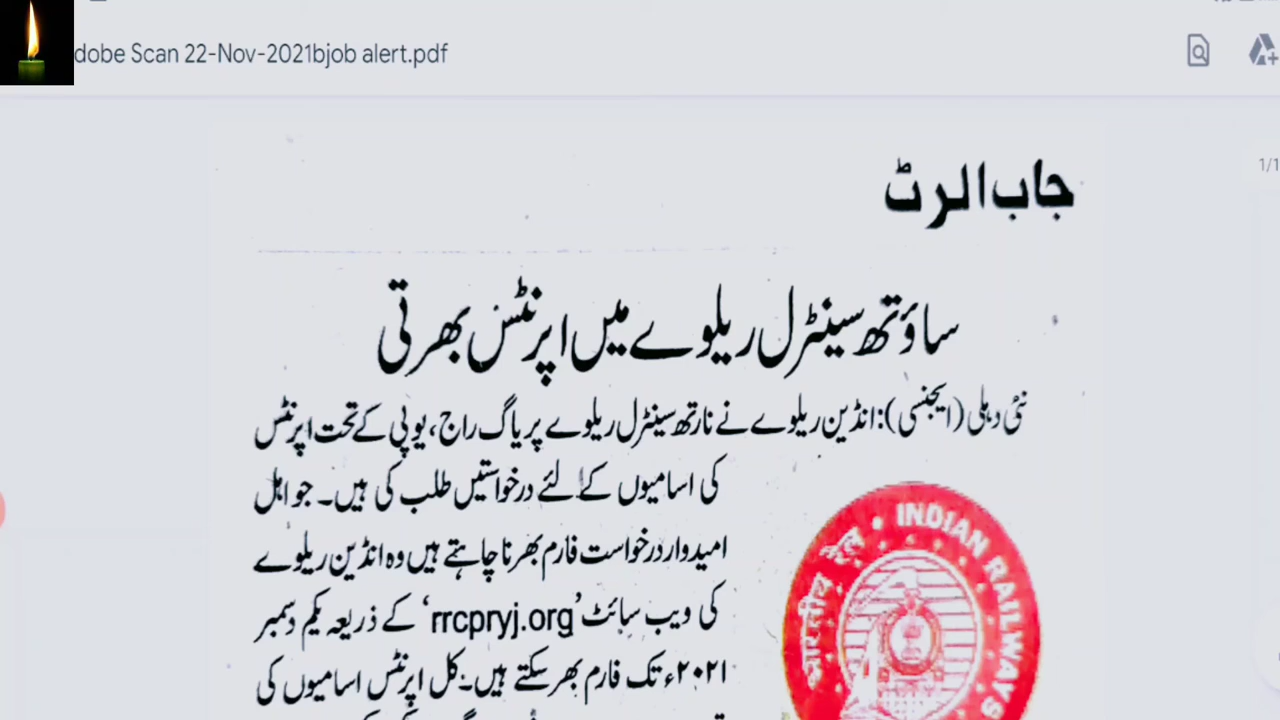 dobe Scan 22-Nov-2021bjob alert.pdf
1/1
جاب الرٹ
ساؤتھ سینٹرل ریلوے میں اپرنٹس بھرتی
نئی دہلی (ایجنسی): انڈین ریلوے نے نارتھ سینٹرل ریلوے پریاگ راج، یوپی کے تحت اپرنٹس
کی اسامیوں کے لئے درخواستیں طلب کی ہیں۔ جو اہل
امیدوار درخواست فارم بھرنا چاہتے ہیں وہ انڈین ریلوے
کی ویب سائٹ ’rrcpryj.org‘ کے ذریعہ یکم دسمبر
۲۰۲۱ء تک فارم بھر سکتے ہیں۔ کل اپرنٹس اسامیوں کی
भारतीय रेल • INDIAN RAILWAYS